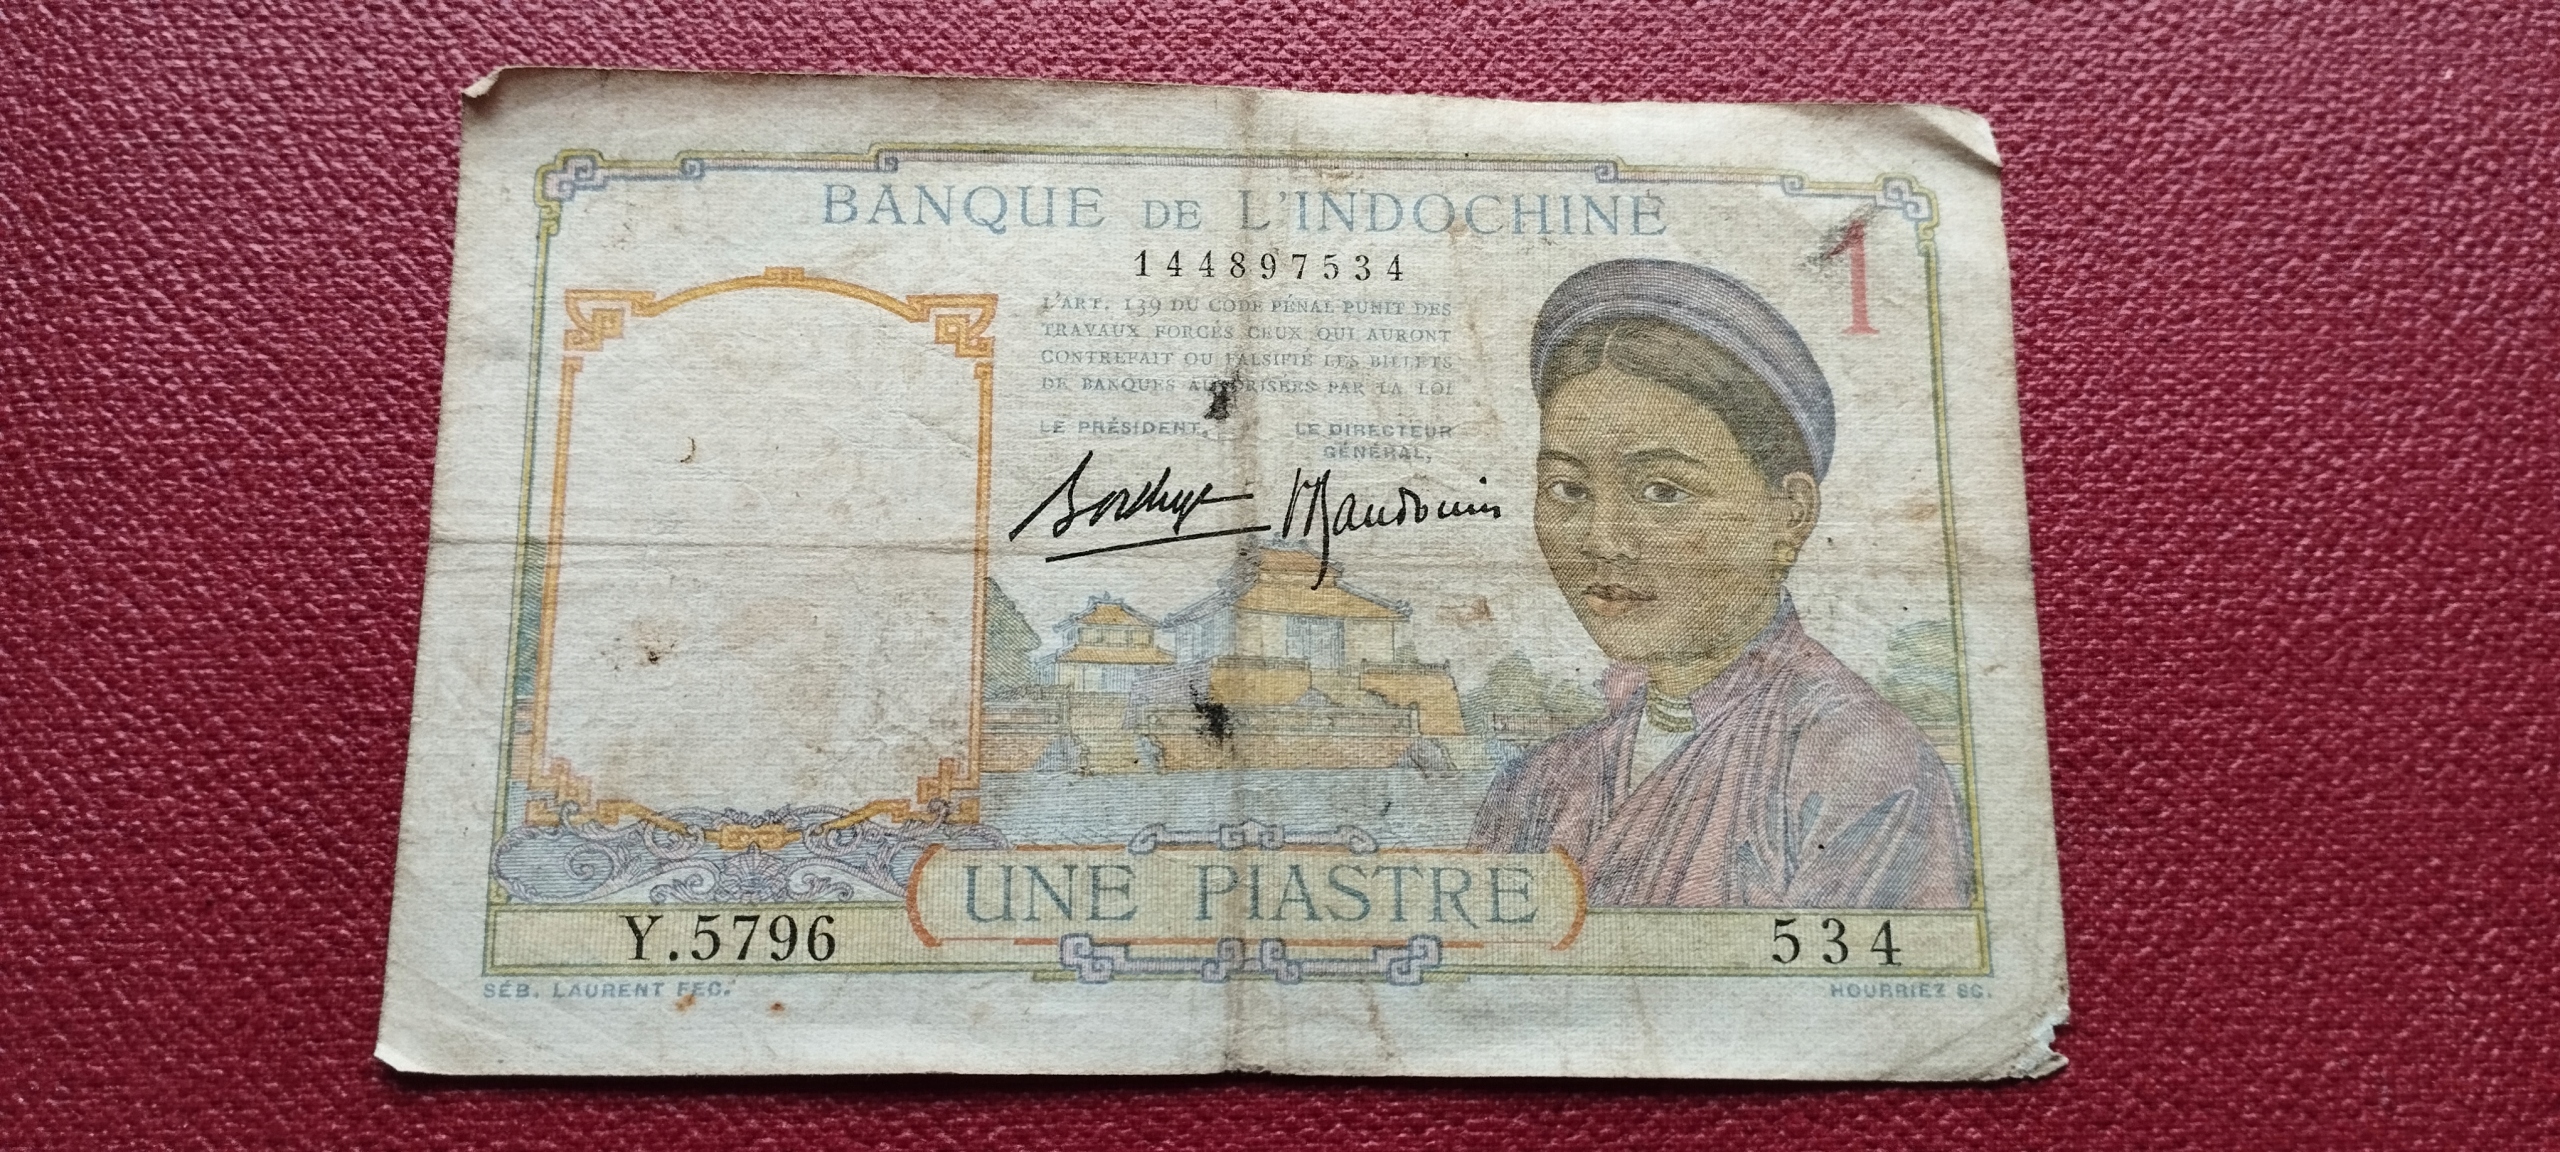 BANQUE DE L'INDOCHINE
144897534
1
L'ART. 139 DU CODE PÉNAL PUNIT DES
TRAVAUX FORCÉS CEUX QUI AURONT
CONTREFAIT OU FALSIFIÉ LES BILLETS
DE BANQUES AUTORISÉES PAR LA LOI
LE PRÉSIDENT,
LE DIRECTEUR
GÉNÉRAL,
UNE PIASTRE
Y.5796
534
SÉB. LAURENT FEC.
HOURRIEZ SC.